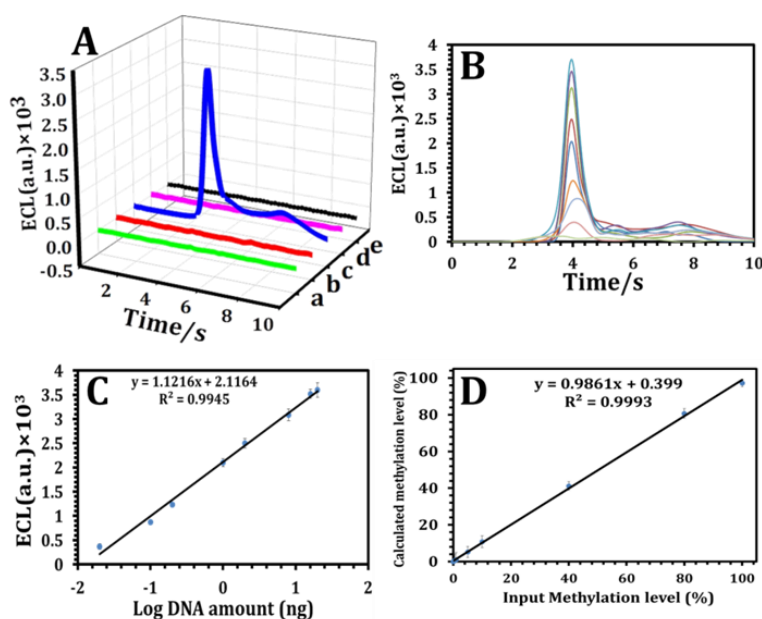 A
ECL(a.u.)×10³
3.5
3.0
2.5
2.0
1.5
1.0
0.5
0.0
-0.5
2
4
6
8
10
Time/s
a
b
c
d
e
B
ECL(a.u.)×10³
4
3.5
3
2.5
2
1.5
1
0.5
0
0 2 4 6 8 10
Time/s
C
y = 1.1216x + 2.1164
R² = 0.9945
ECL(a.u.)×10³
4
3.5
3
2.5
2
1.5
1
0.5
0
-2 -1 0 1 2
Log DNA amount (ng)
D
y = 0.9861x + 0.399
R² = 0.9993
Calculated methylation level (%)
100
80
60
40
20
0
0 20 40 60 80 100
Input Methylation level (%)